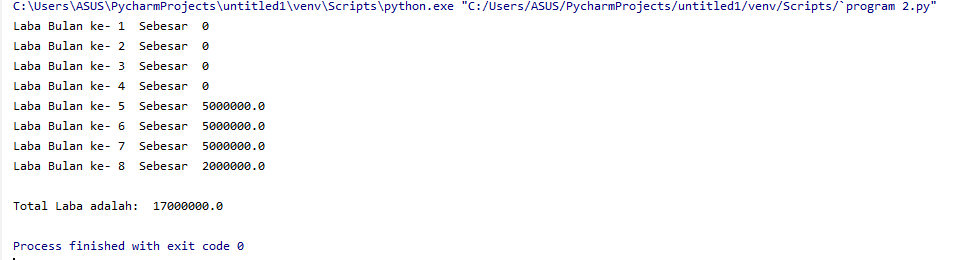 C:\Users\ASUS\PycharmProjects\untitled1\venv\Scripts\python.exe "C:/Users/ASUS/PycharmProjects/untitled1/venv/Scripts/`program 2.py"
Laba Bulan ke- 1  Sebesar  0
Laba Bulan ke- 2  Sebesar  0
Laba Bulan ke- 3  Sebesar  0
Laba Bulan ke- 4  Sebesar  0
Laba Bulan ke- 5  Sebesar  5000000.0
Laba Bulan ke- 6  Sebesar  5000000.0
Laba Bulan ke- 7  Sebesar  5000000.0
Laba Bulan ke- 8  Sebesar  2000000.0
Total Laba adalah:  17000000.0
Process finished with exit code 0